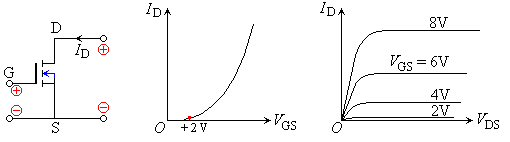 D
I_D
⊕
G
⊕
⊖
⊖
S
I_D
O
+2 V
V_GS
I_D
8V
V_GS = 6V
4V
2V
O
V_DS